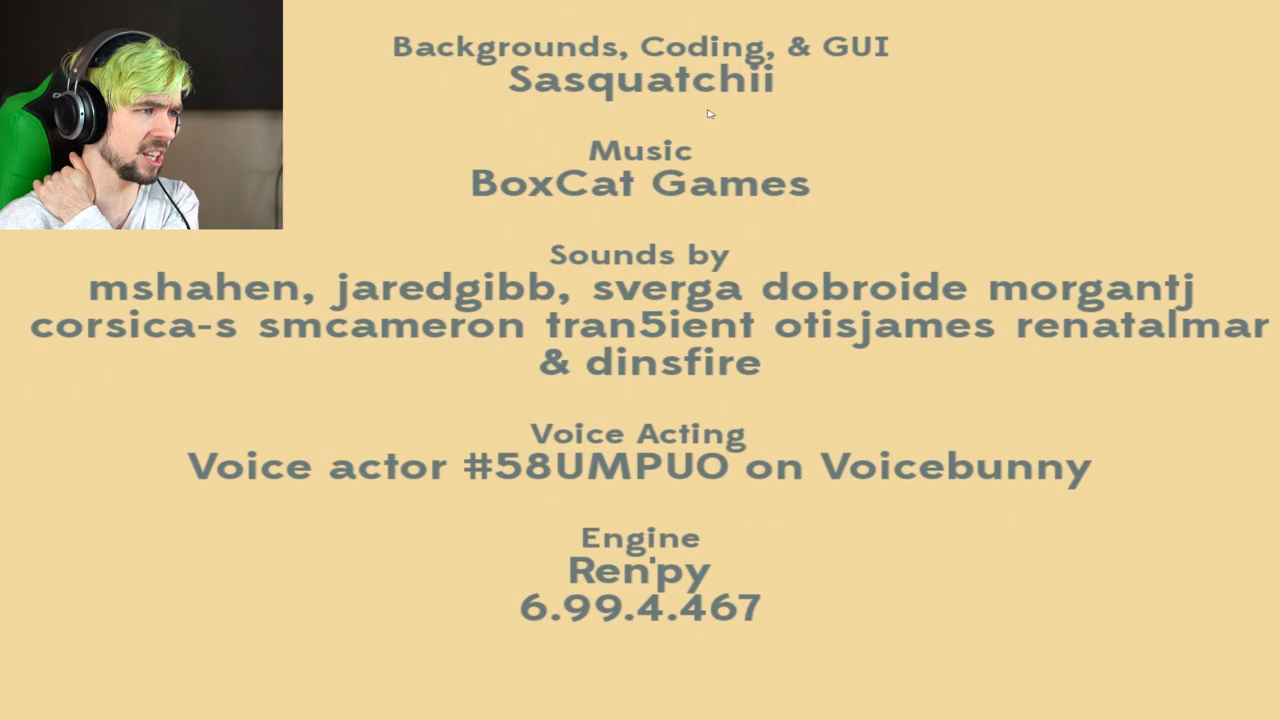 Backgrounds, Coding, & GUI
Sasquatchii
Music
BoxCat Games
Sounds by
mshahen, jaredgibb, sverga dobroide morgantj
corsica-s smcameron tran5ient otisjames renatalmar
& dinsfire
Voice Acting
Voice actor #58UMPUO on Voicebunny
Engine
Ren'py
6.99.4.467